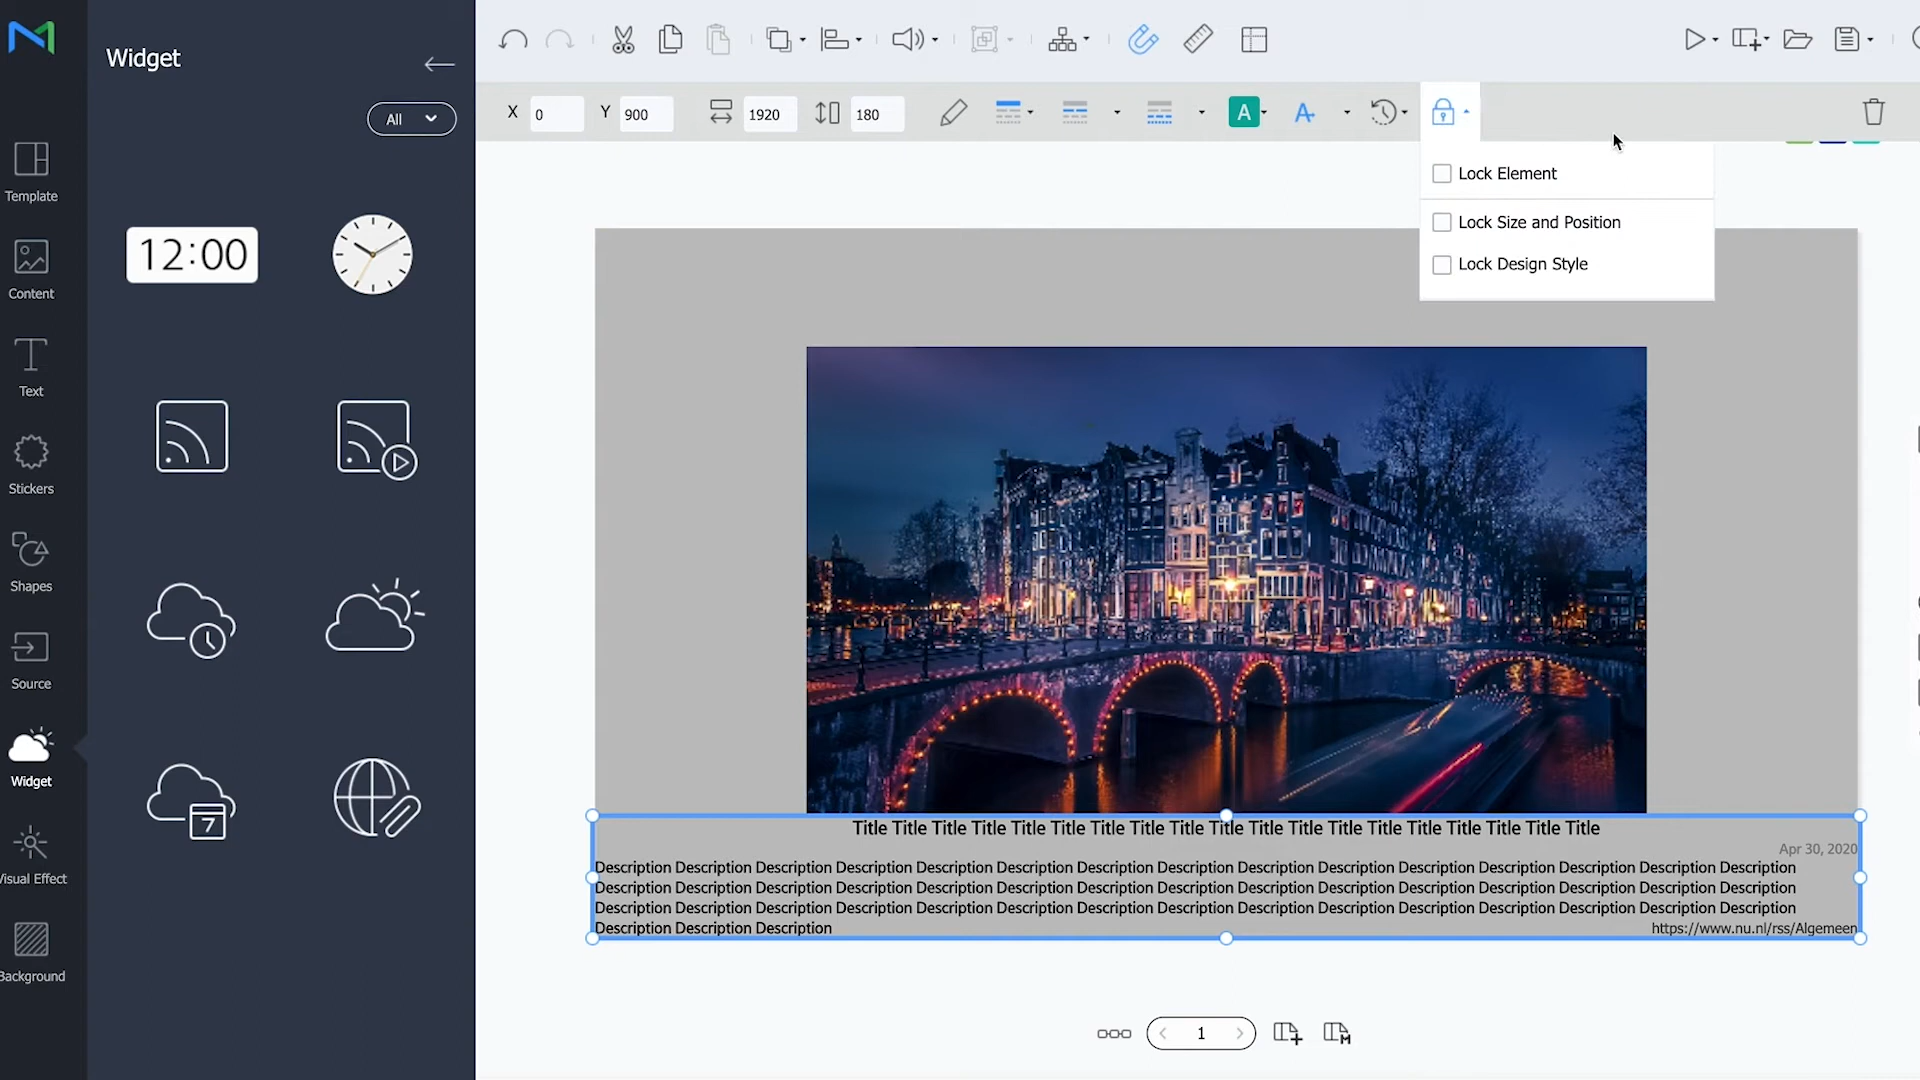 Widget
All
X 0 Y 900 1920 180 A A
Lock Element
Lock Size and Position
Lock Design Style
Template
Content
Text
Stickers
Shapes
Source
Widget
Visual Effect
Background
12:00
7
Title Title Title Title Title Title Title Title Title Title Title Title Title Title Title Title Title Title Title
Apr 30, 2020
Description Description Description Description Description Description Description Description Description Description Description Description Description Description Description
Description Description Description Description Description Description Description Description Description Description Description Description Description Description Description
Description Description Description Description Description Description Description Description Description Description Description Description Description Description Description
Description Description Description
https://www.nu.nl/rss/Algemeen
1
M